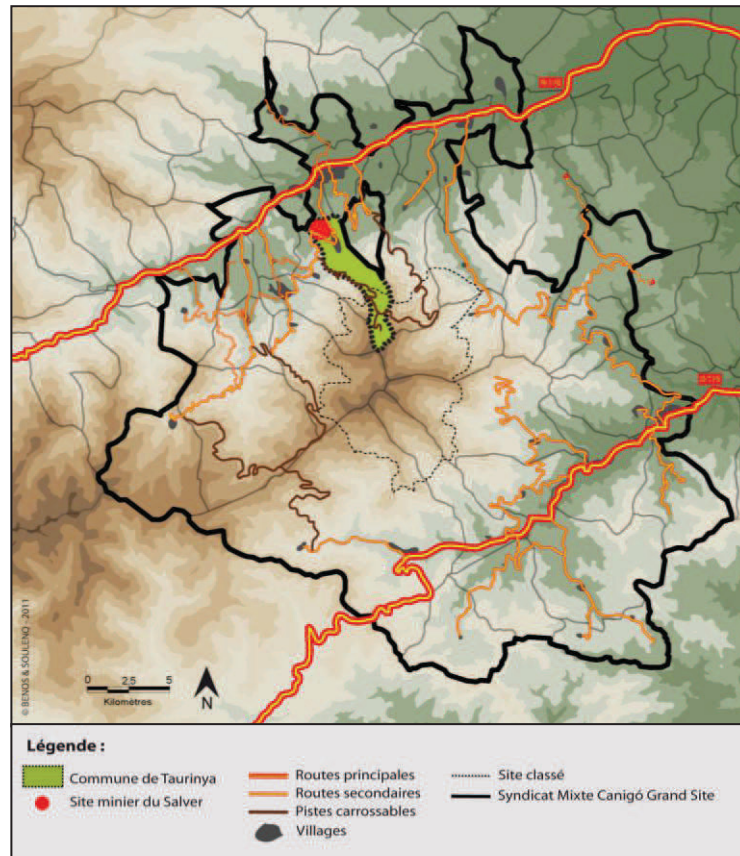 © BENOS & SOULENQ - 2011
0 2,5 5
Kilomètres
N
Légende :
Commune de Taurinya
Site minier du Salver
Routes principales
Routes secondaires
Pistes carrossables
Villages
Site classé
Syndicat Mixte Canigó Grand Site